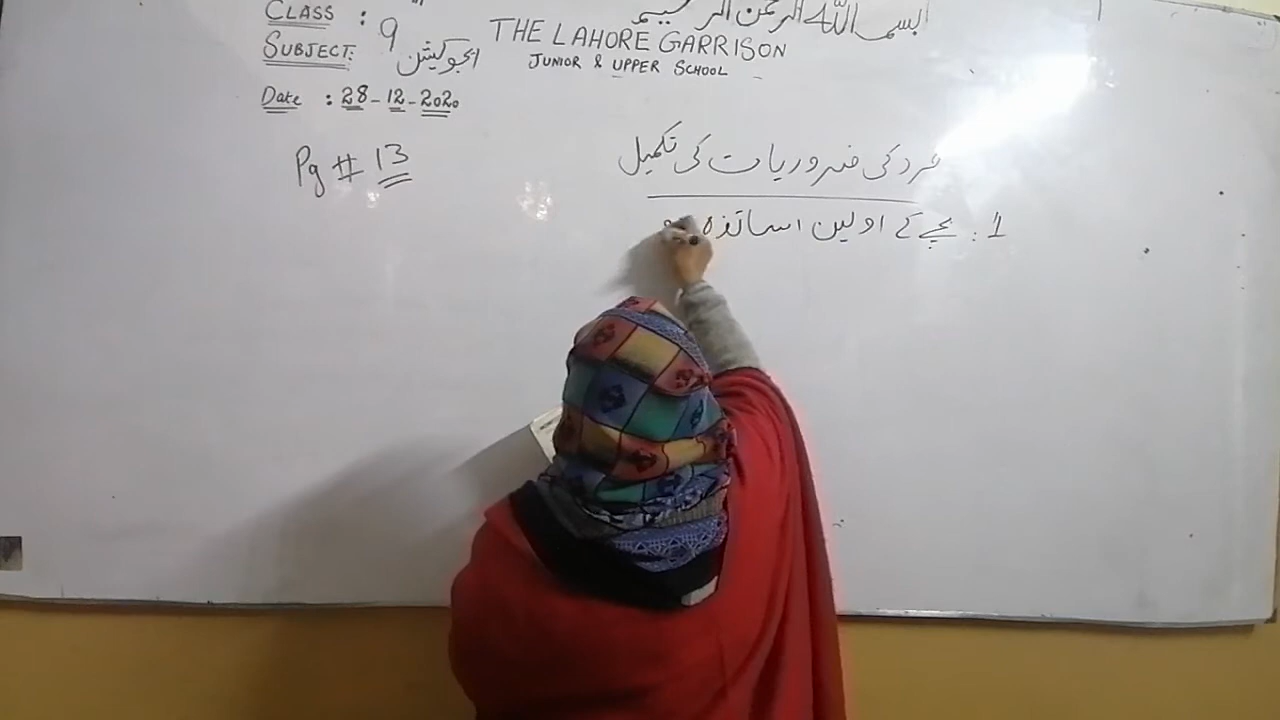 البسم اللہ الرحمن الرحیم
CLASS : 9
THE LAHORE GARRISON
SUBJECT: ایجوکیشن
JUNIOR & UPPER SCHOOL
Date : 28-12-2020
Pg # 13
فرد کی ضروریات کی تکمیل
1: بچے کے اولین اساتذہ